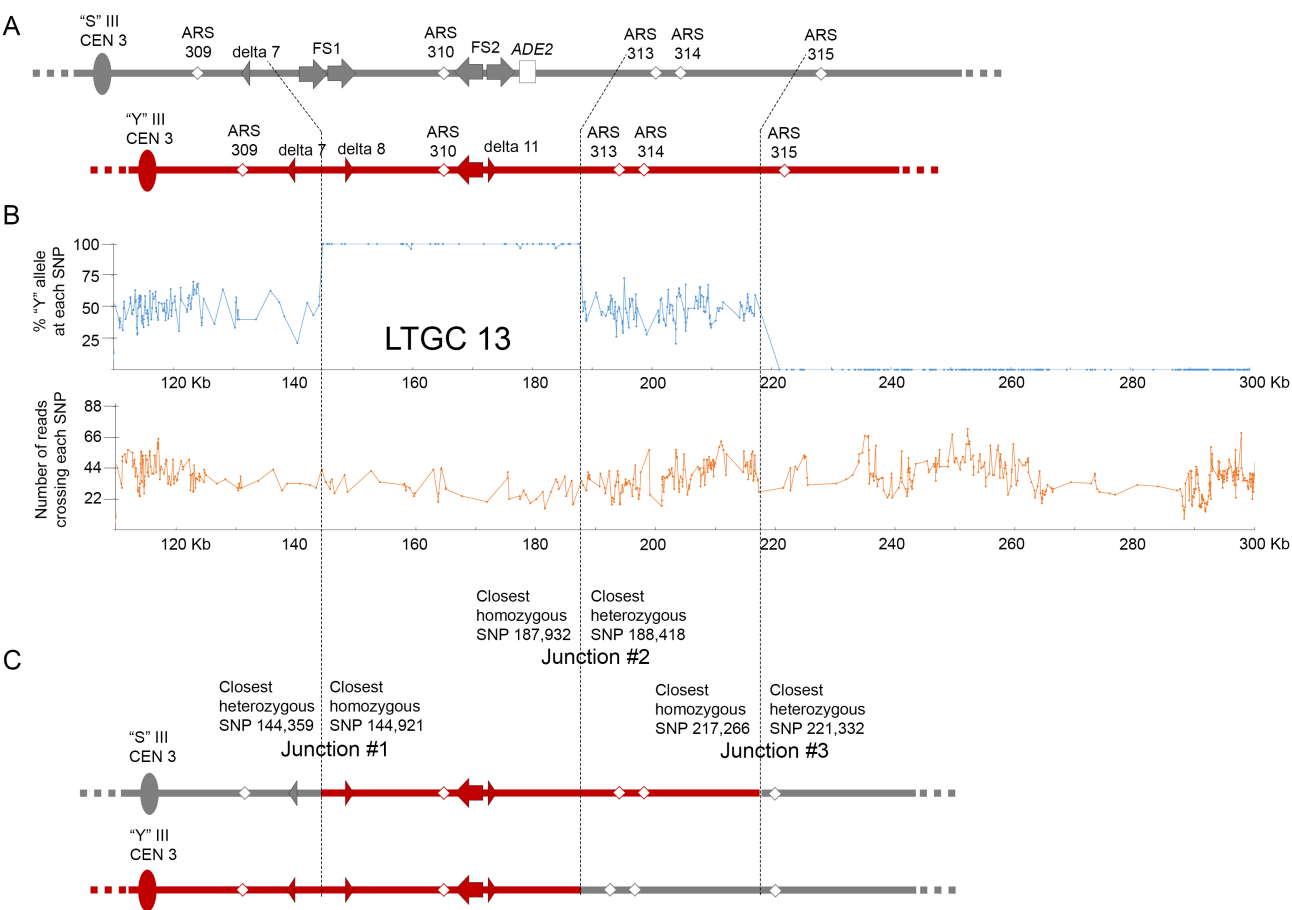 A
“S” III
CEN 3
ARS
309
delta 7
FS1
ARS
310
FS2
ADE2
ARS
313
ARS
314
ARS
315
“Y” III
CEN 3
ARS
309
delta 7
delta 8
ARS
310
delta 11
ARS
313
ARS
314
ARS
315
B
% “Y” allele
at each SNP
100
75
50
25
LTGC 13
120 Kb 140 160 180 200 220 240 260 280 300 Kb
Number of reads
crossing each SNP
88
66
44
22
120 Kb 140 160 180 200 220 240 260 280 300 Kb
Closest
homozygous
SNP 187,932
Closest
heterozygous
SNP 188,418
Junction #2
C
Closest
heterozygous
SNP 144,359
Closest
homozygous
SNP 144,921
Junction #1
Closest
homozygous
SNP 217,266
Closest
heterozygous
SNP 221,332
Junction #3
“S” III
CEN 3
“Y” III
CEN 3